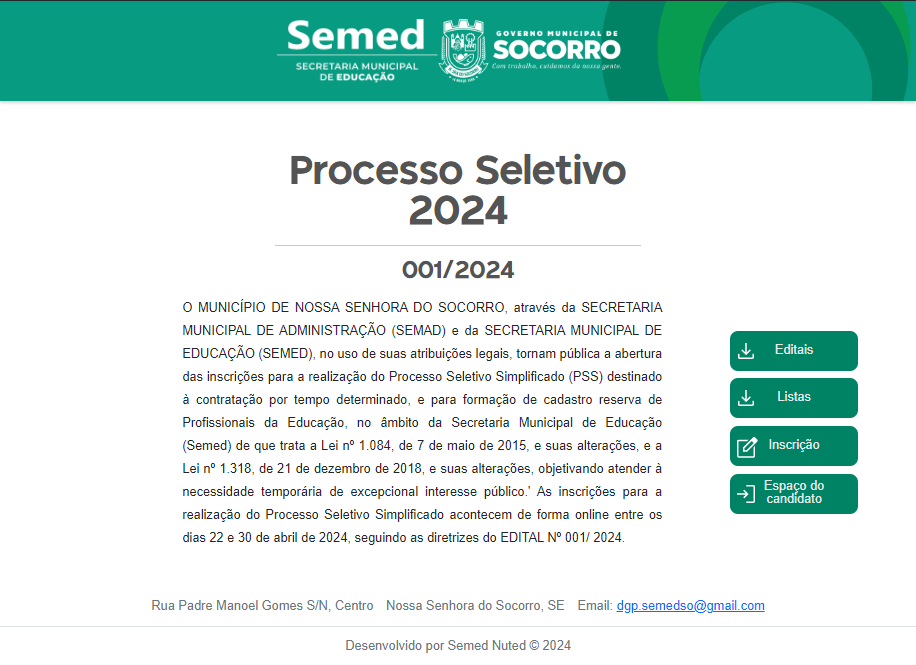 Semed
SECRETARIA MUNICIPAL
DE EDUCAÇÃO
GOVERNO MUNICIPAL DE
SOCORRO
Com trabalho, cuidamos da nossa gente.
Processo Seletivo
2024
001/2024
O MUNICÍPIO DE NOSSA SENHORA DO SOCORRO, através da SECRETARIA
MUNICIPAL DE ADMINISTRAÇÃO (SEMAD) e da SECRETARIA MUNICIPAL DE
EDUCAÇÃO (SEMED), no uso de suas atribuições legais, tornam pública a abertura
das inscrições para a realização do Processo Seletivo Simplificado (PSS) destinado
à contratação por tempo determinado, e para formação de cadastro reserva de
Profissionais da Educação, no âmbito da Secretaria Municipal de Educação
(Semed) de que trata a Lei nº 1.084, de 7 de maio de 2015, e suas alterações, e a
Lei nº 1.318, de 21 de dezembro de 2018, e suas alterações, objetivando atender à
necessidade temporária de excepcional interesse público.' As inscrições para a
realização do Processo Seletivo Simplificado acontecem de forma online entre os
dias 22 e 30 de abril de 2024, seguindo as diretrizes do EDITAL Nº 001/ 2024.
Editais
Listas
Inscrição
Espaço do
candidato
Rua Padre Manoel Gomes S/N, Centro Nossa Senhora do Socorro, SE Email: dgp.semedso@gmail.com
Desenvolvido por Semed Nuted © 2024